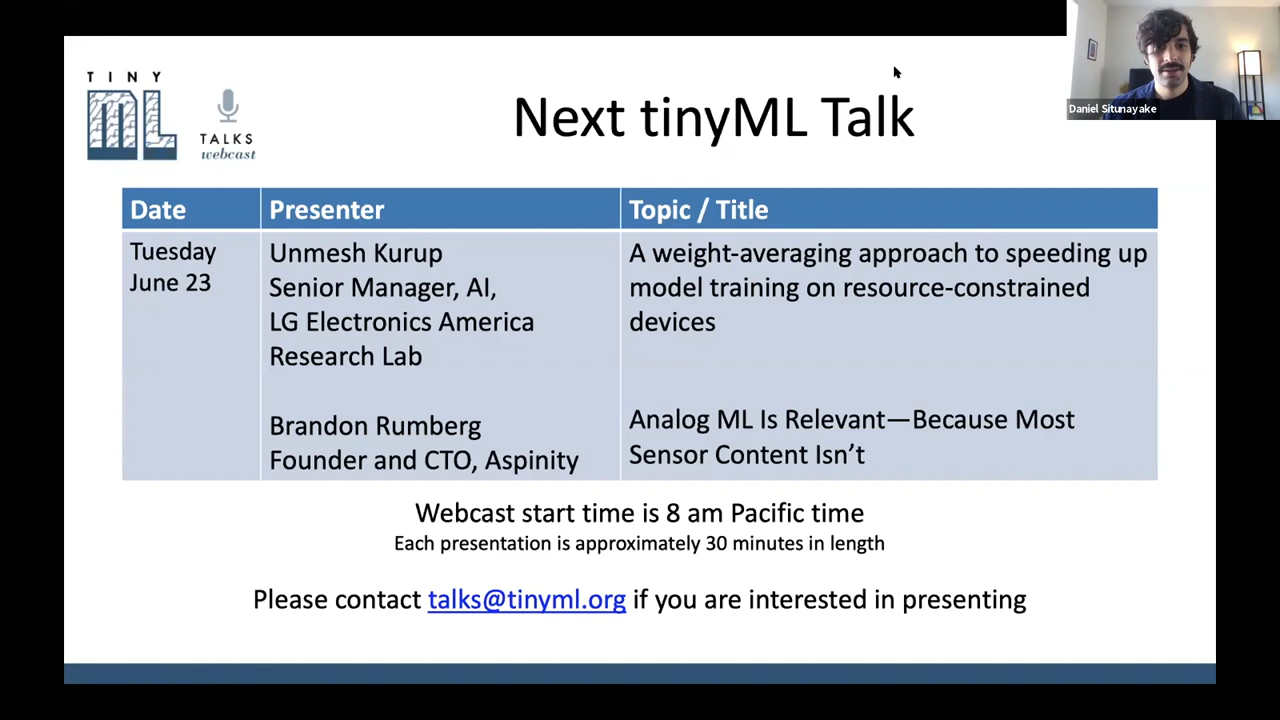 TINY
ML
TALKS
webcast
Next tinyML Talk
Daniel Situnayake
Date
Presenter
Topic / Title
Tuesday
June 23
Unmesh Kurup
Senior Manager, AI,
LG Electronics America
Research Lab
A weight-averaging approach to speeding up
model training on resource-constrained
devices
Brandon Rumberg
Founder and CTO, Aspinity
Analog ML Is Relevant—Because Most
Sensor Content Isn’t
Webcast start time is 8 am Pacific time
Each presentation is approximately 30 minutes in length
Please contact talks@tinyml.org if you are interested in presenting